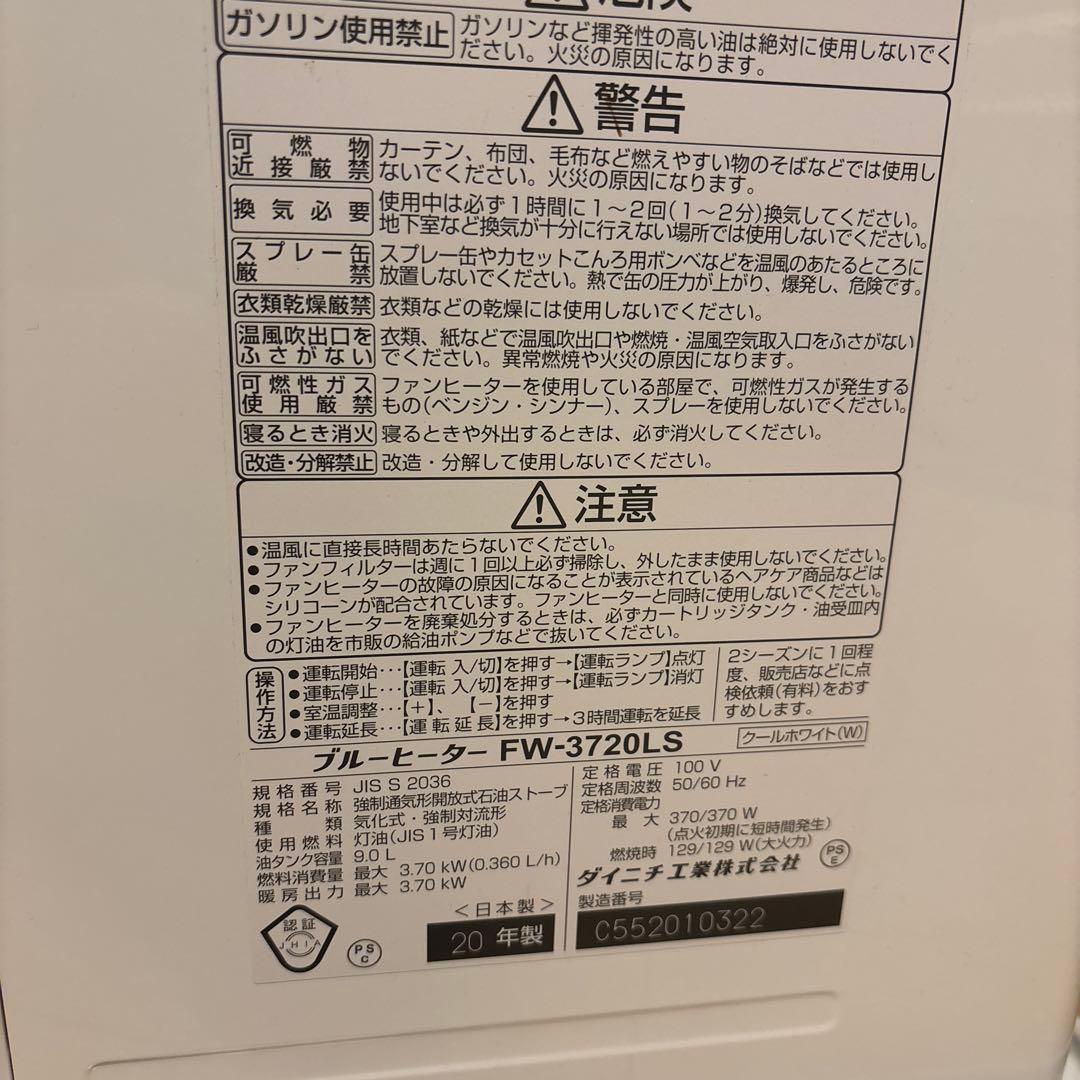 ガソリン使用禁止 ガソリンなど揮発性の高い油は絶対に使用しないでく
ださい。火災の原因になります。
警告
可燃物
近接厳禁
カーテン、布団、毛布など燃えやすい物のそばなどでは使用し
ないでください。火災の原因になります。
換気必要
使用中は必ず1時間に1〜2回(1〜2分)換気してください。
地下室など換気が十分に行えない場所では使用しないでください。
スプレー缶
厳禁
スプレー缶やカセットこんろ用ボンベなどを温風のあたるところに
放置しないでください。熱で缶の圧力が上がり、爆発し、危険です。
衣類乾燥厳禁 衣類などの乾燥には使用しないでください。
温風吹出口を
ふさがない
衣類、紙などで温風吹出口や燃焼・温風空気取入口をふさがない
でください。異常燃焼や火災の原因になります。
可燃性ガス
使用厳禁
ファンヒーターを使用している部屋で、可燃性ガスが発生する
もの(ベンジン・シンナー)、スプレーを使用しないでください。
寝るとき消火 寝るときや外出するときは、必ず消火してください。
改造・分解禁止 改造・分解して使用しないでください。
注意
●温風に直接長時間あたらないでください。
●ファンフィルターは週に1回以上必ず掃除し、外したまま使用しないでください。
●ファンヒーターの故障の原因になることが表示されているヘアケア商品などは
シリコーンが配合されています。ファンヒーターと同時に使用しないでください。
●ファンヒーターを廃棄処分するときは、必ずカートリッジタンク・油受皿内
の灯油を市販の給油ポンプなどで抜いてください。
操作方法
●運転開始･･･【運転 入/切】を押す→【運転ランプ】点灯
●運転停止･･･【運転 入/切】を押す→【運転ランプ】消灯
●室温調整･･･【+】、【−】を押す
●運転延長･･･【運転延長】を押す→3時間運転を延長
2シーズンに1回程
度、販売店などに点
検依頼(有料)をおす
すめします。
ブルーヒーター FW-3720LS クールホワイト(W)
規格番号 JIS S 2036
規格名称 強制通気形開放式石油ストーブ
種類 気化式・強制対流形
使用燃料 灯油(JIS1号灯油)
油タンク容量 9.0 L
燃料消費量 最大 3.70 kW(0.360 L/h)
暖房出力 最大 3.70 kW
定格電圧 100 V
定格周波数 50/60 Hz
定格消費電力
最大 370/370 W
(点火初期に短時間発生)
燃焼時 129/129 W(大火力)
ダイニチ工業株式会社
PS
E
<日本製>
製造番号
認証
JHIA
PS
C
20 年製
C552010322